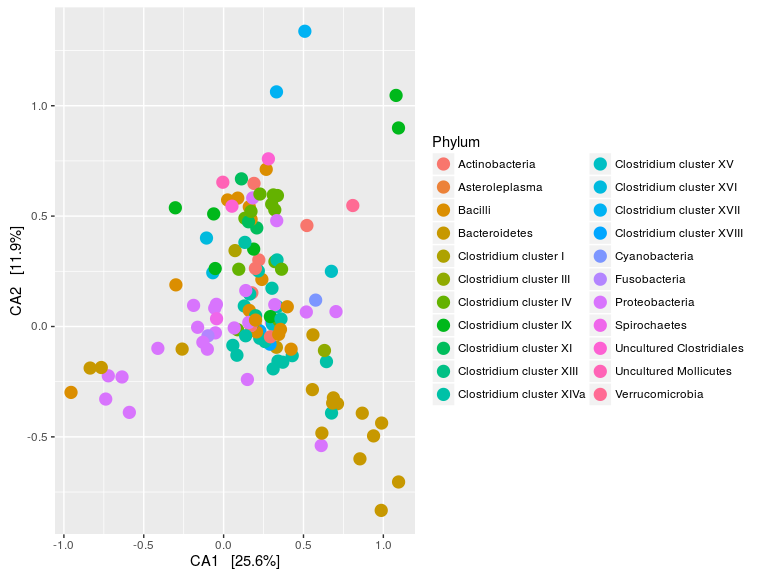 1.0
0.5
0.0
-0.5
CA2 [11.9%]
-1.0 -0.5 0.0 0.5 1.0
CA1 [25.6%]
Phylum
Actinobacteria
Asteroleplasma
Bacilli
Bacteroidetes
Clostridium cluster I
Clostridium cluster III
Clostridium cluster IV
Clostridium cluster IX
Clostridium cluster XI
Clostridium cluster XIII
Clostridium cluster XIVa
Clostridium cluster XV
Clostridium cluster XVI
Clostridium cluster XVII
Clostridium cluster XVIII
Cyanobacteria
Fusobacteria
Proteobacteria
Spirochaetes
Uncultured Clostridiales
Uncultured Mollicutes
Verrucomicrobia